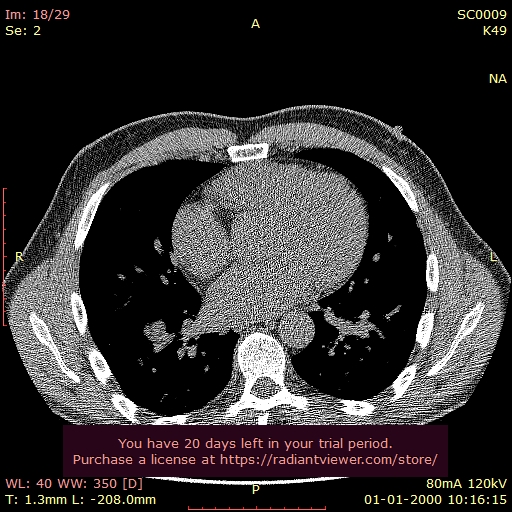 Im: 18/29
Se: 2
A
SC0009
K49
NA
R
L
You have 20 days left in your trial period.
Purchase a license at https://radiantviewer.com/store/
WL: 40 WW: 350 [D]
T: 1.3mm L: -208.0mm
P
80mA 120kV
01-01-2000 10:16:15